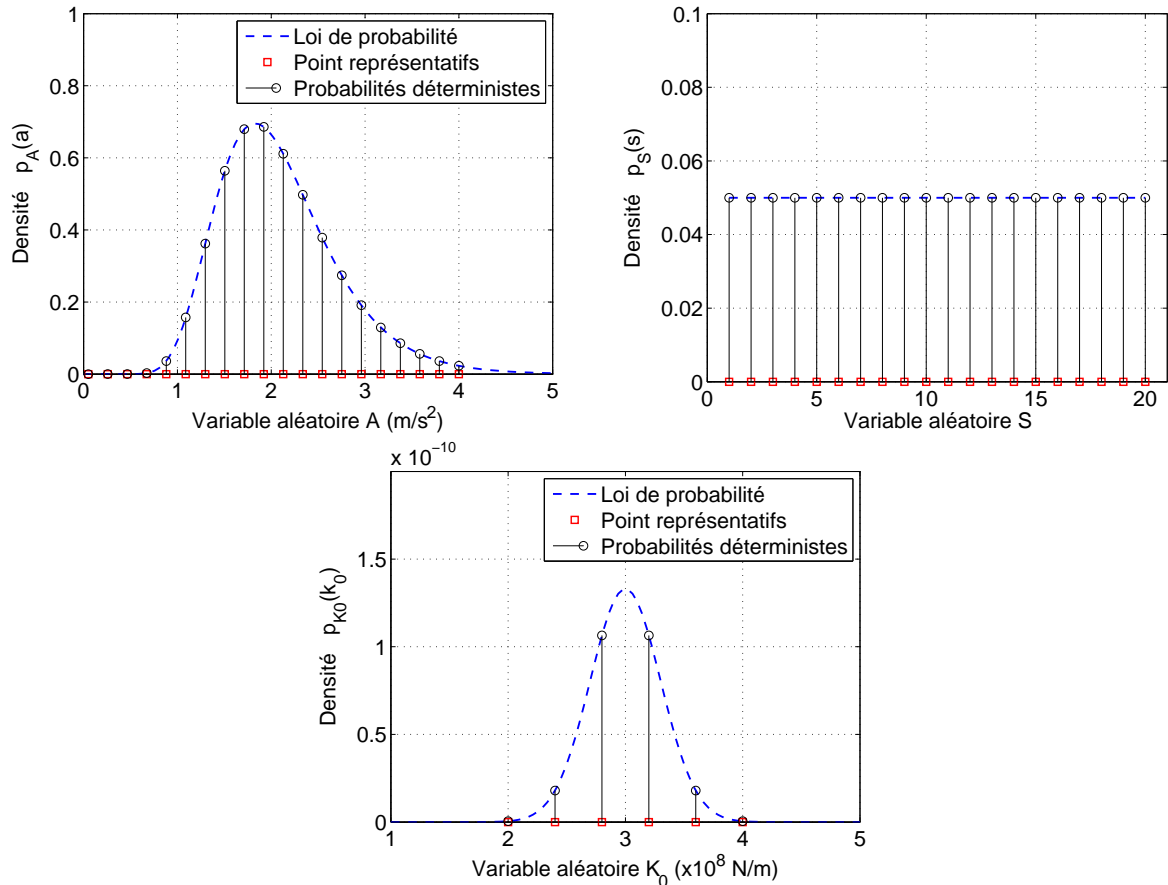 1
0.8
0.6
0.4
0.2
0
0 1 2 3 4 5
Densité p_A(a)
Variable aléatoire A (m/s²)
Loi de probabilité
Point représentifs
Probabilités déterministes
0.1
0.08
0.06
0.04
0.02
0
0 5 10 15 20
Densité p_S(s)
Variable aléatoire S
x 10⁻¹⁰
1.5
1
0.5
0
1 2 3 4 5
Densité p_K0(k_0)
Variable aléatoire K_0 (x10⁸ N/m)
Loi de probabilité
Point représentatifs
Probabilités déterministes